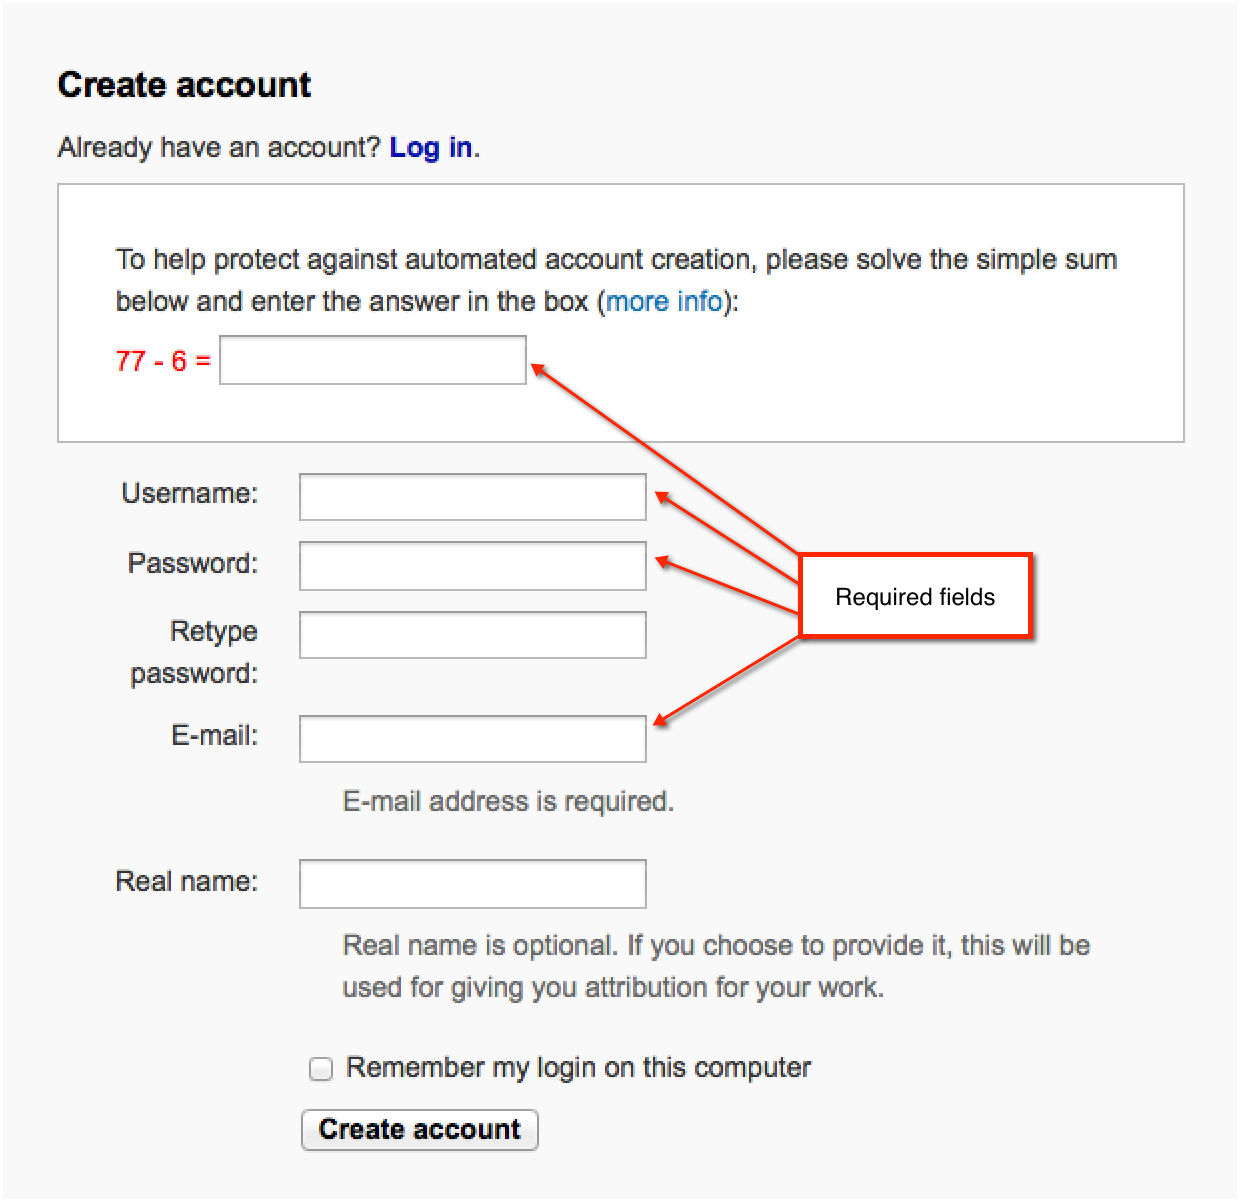 Create account
Already have an account? Log in.
To help protect against automated account creation, please solve the simple sum
below and enter the answer in the box (more info):
77 - 6 =
Username:
Password:
Required fields
Retype
password:
E-mail:
E-mail address is required.
Real name:
Real name is optional. If you choose to provide it, this will be
used for giving you attribution for your work.
Remember my login on this computer
Create account